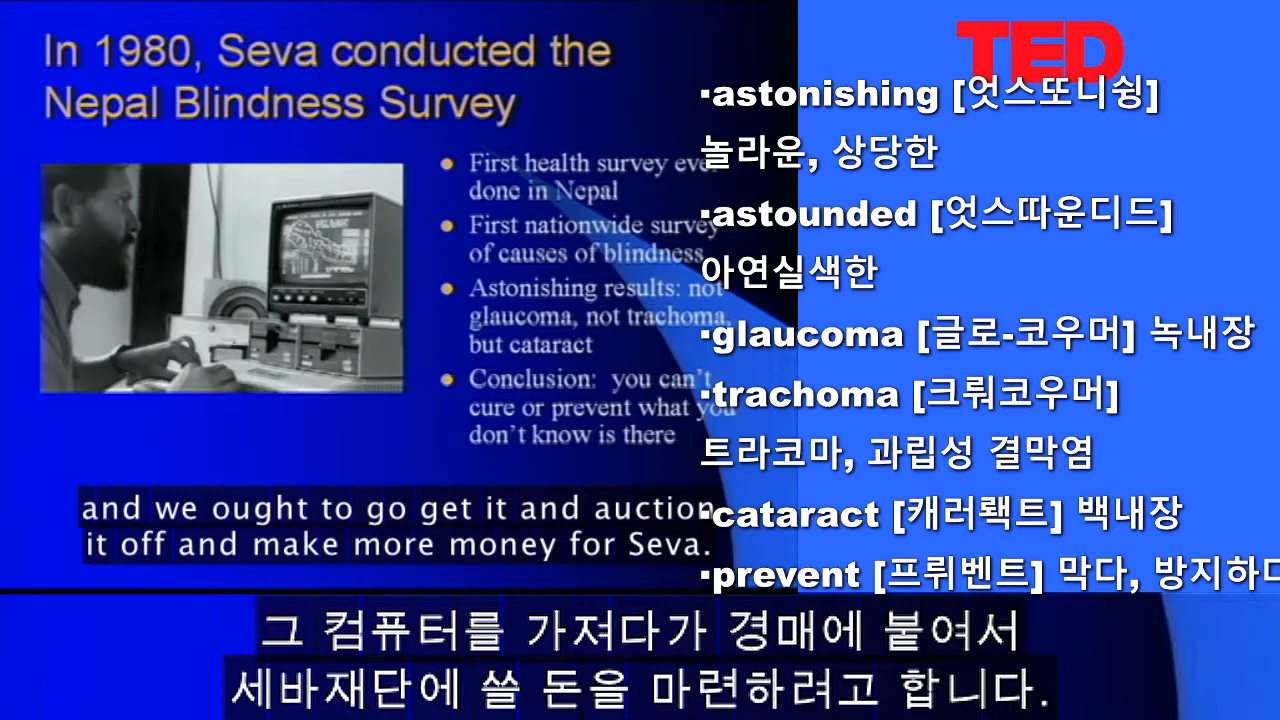 In 1980, Seva conducted the
Nepal Blindness Survey
First health survey ever
done in Nepal
First nationwide survey
of causes of blindness
Astonishing results: not
glaucoma, not trachoma,
but cataract
Conclusion: you can't
cure or prevent what you
don't know is there
TED
▪astonishing [엇스또니슁]
놀라운, 상당한
▪astounded [엇스따운디드]
아연실색한
▪glaucoma [글로-코우머] 녹내장
▪trachoma [크뤄코우머]
트라코마, 과립성 결막염
▪cataract [캐러뢕트] 백내장
▪prevent [프뤼벤트] 막다, 방지하다
and we ought to go get it and auction
it off and make more money for Seva.
그 컴퓨터를 가져다가 경매에 붙여서
세바재단에 쓸 돈을 마련하려고 합니다.